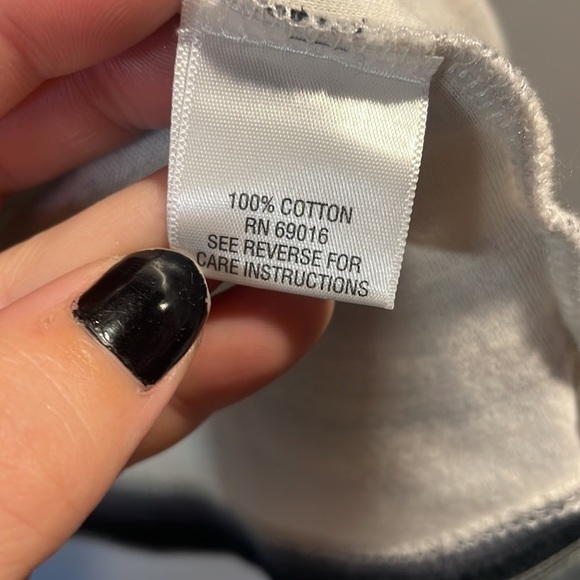 100% COTTON
RN 69016
SEE REVERSE FOR
CARE INSTRUCTIONS